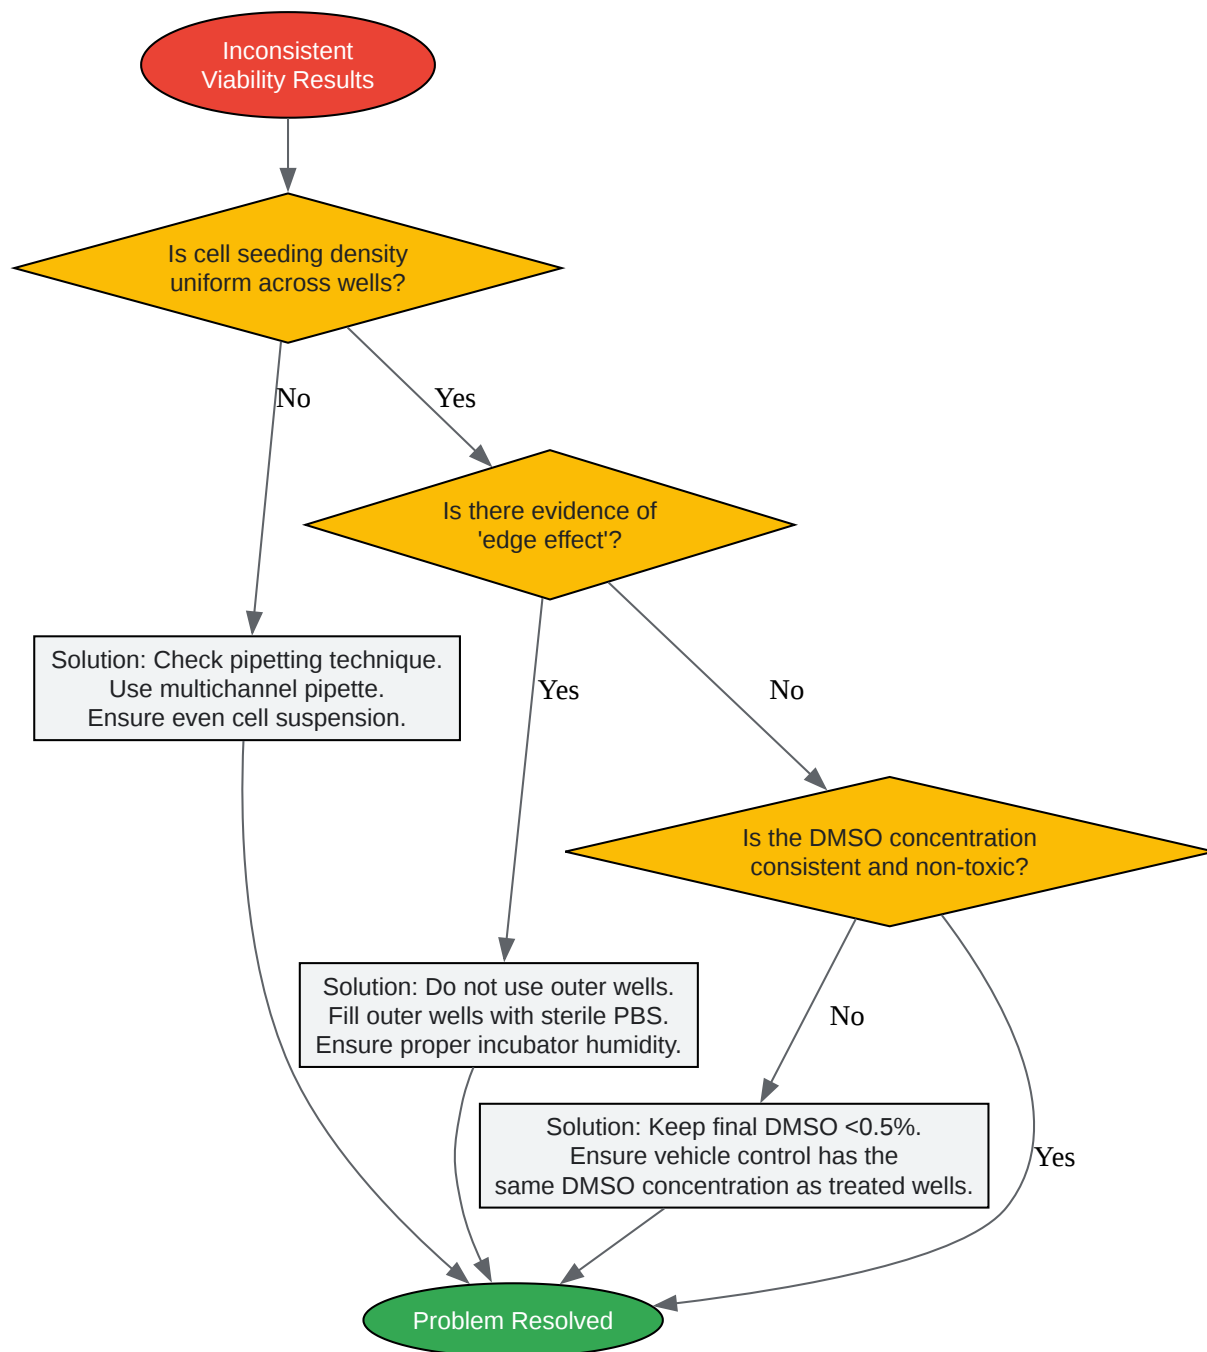 Inconsistent
Viability Results
Is cell seeding density
uniform across wells?
No
Yes
Is there evidence of
'edge effect'?
Solution: Check pipetting technique.
Use multichannel pipette.
Ensure even cell suspension.
Yes
No
Is the DMSO concentration
consistent and non-toxic?
Solution: Do not use outer wells.
Fill outer wells with sterile PBS.
Ensure proper incubator humidity.
No
Solution: Keep final DMSO <0.5%.
Ensure vehicle control has the
same DMSO concentration as treated wells.
Yes
Problem Resolved